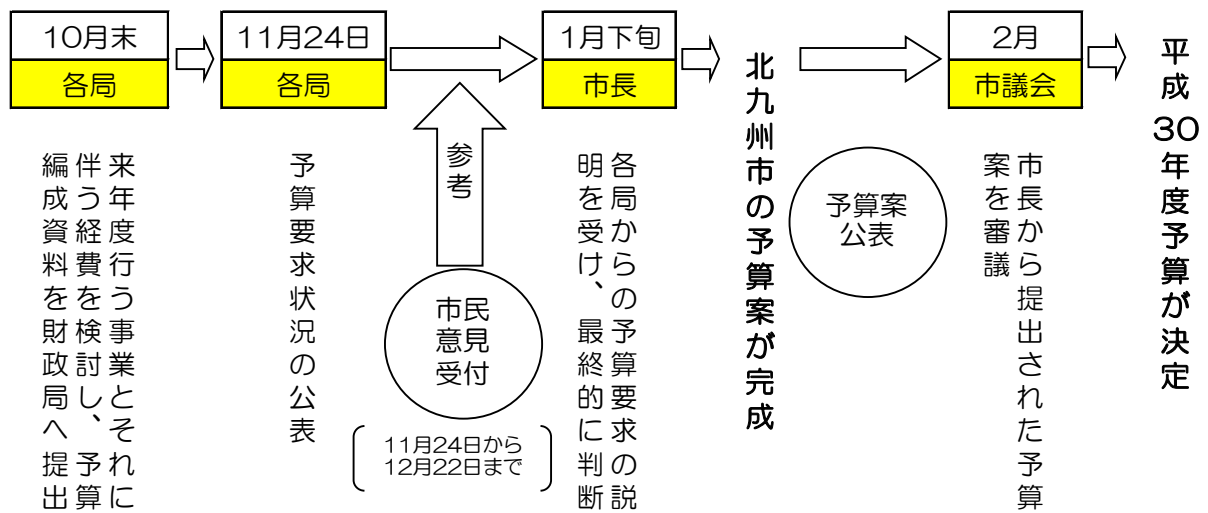 10月末
各局
来年度行う事業とそれに
伴う経費を検討し、予算
編成資料を財政局へ提出
11月24日
各局
予算要求状況の公表
参考
市民
意見
受付
11月24日から
12月22日まで
1月下旬
市長
各局からの予算要求の説
明を受け、最終的に判断
北九州市の予算案が完成
予算案
公表
2月
市議会
市長から提出された予算
案を審議
平成30年度予算が決定